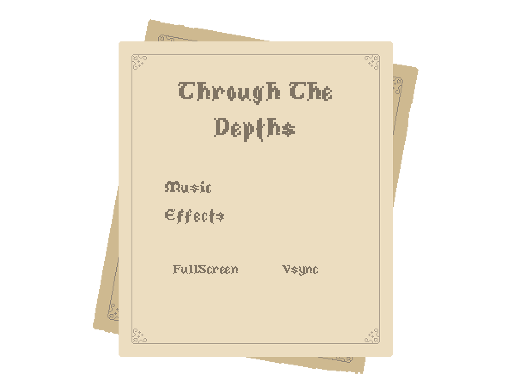 Through The
Depths
Music
Effects
FullScreen Vsync